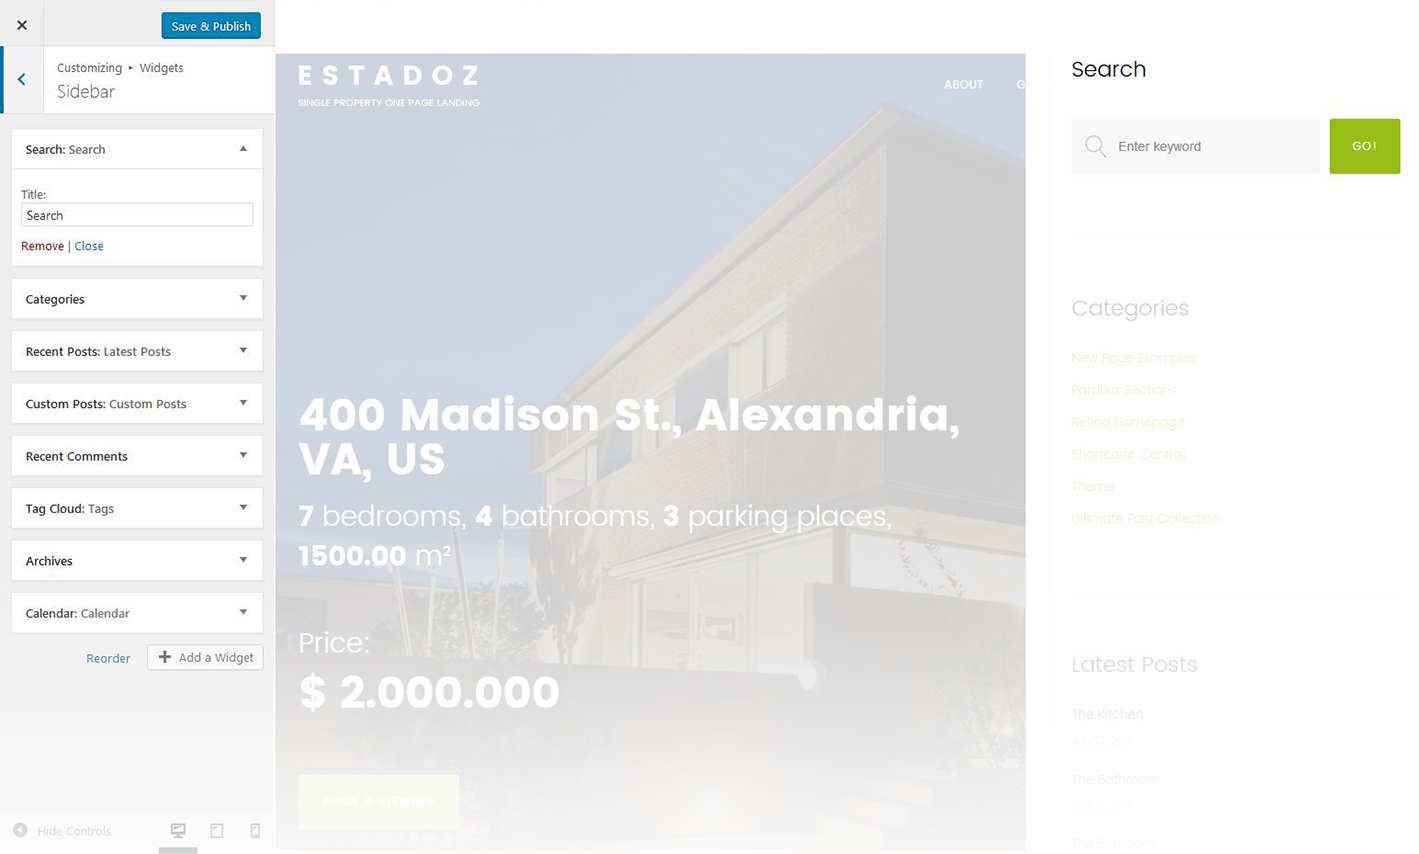 Save & Publish
Customizing ▸ Widgets
Sidebar
Search: Search
Title:
Search
Remove | Close
Categories
Recent Posts: Latest Posts
Custom Posts: Custom Posts
Recent Comments
Tag Cloud: Tags
Archives
Calendar: Calendar
Reorder
Add a Widget
Hide Controls
ESTADOZ
SINGLE PROPERTY ONE PAGE LANDING
ABOUT
G
400 Madison St., Alexandria,
VA, US
7 bedrooms, 4 bathrooms, 3 parking places,
1500.00 m²
Price:
$ 2.000.000
BOOK A VIEWING
Search
Enter keyword
GO!
Categories
New Page Examples
Parallax Sections
Retina Homepage
Shortcode Central
Theme
Ultimate Font Collection
Latest Posts
The Kitchen
July 12, 2016
The Bathroom
July 12, 2016
The Bedroom